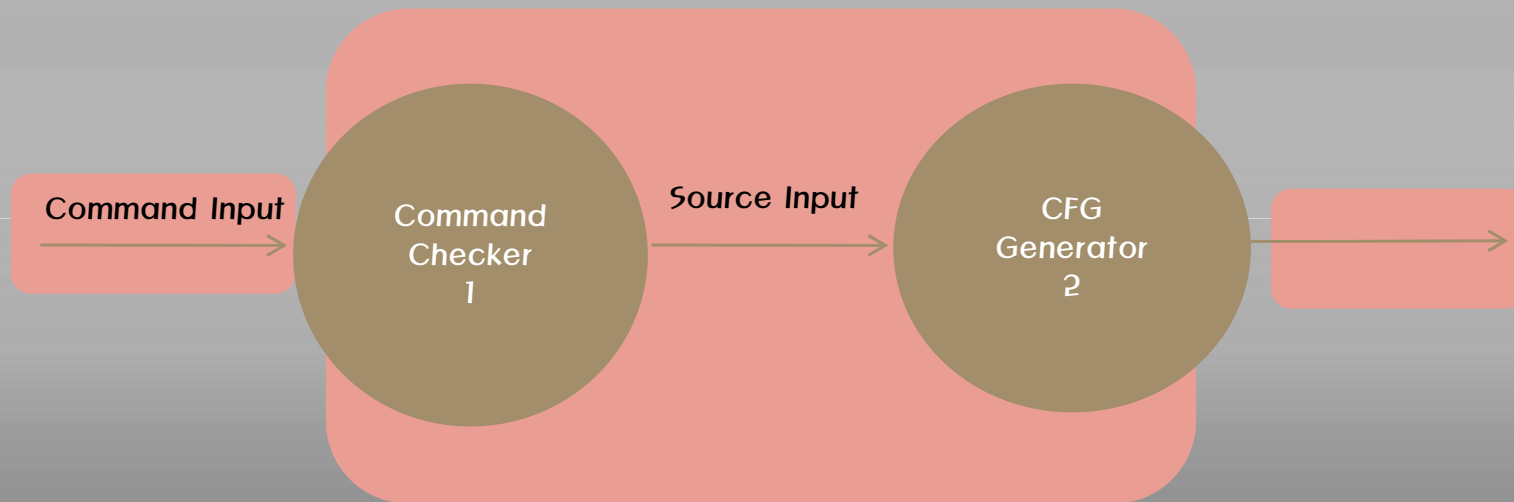 Command Input
Command
Checker
1
Source Input
CFG
Generator
2